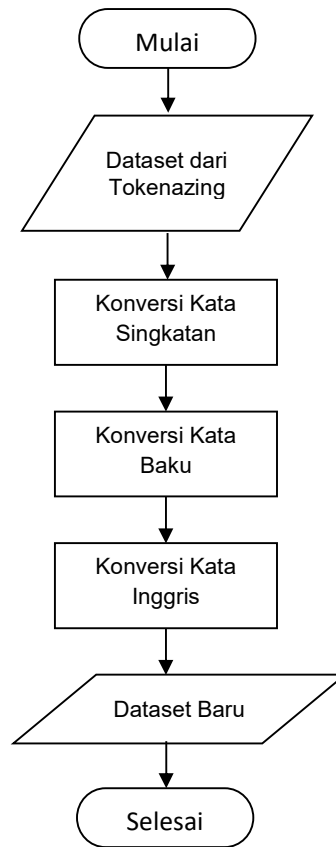 Mulai
Dataset dari
Tokenazing
Konversi Kata
Singkatan
Konversi Kata
Baku
Konversi Kata
Inggris
Dataset Baru
Selesai